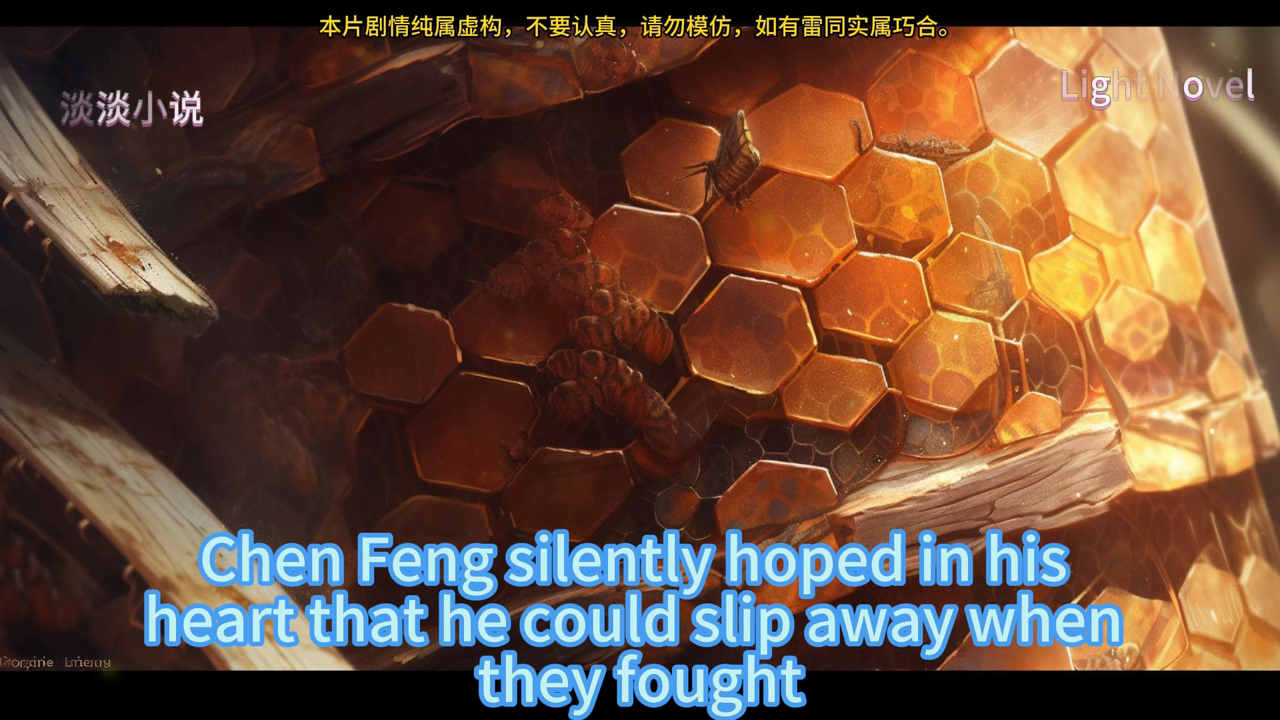 本片剧情纯属虚构，不要认真，请勿模仿，如有雷同实属巧合。
淡淡小说
Light Novel
Chen Feng silently hoped in his
heart that he could slip away when
they fought